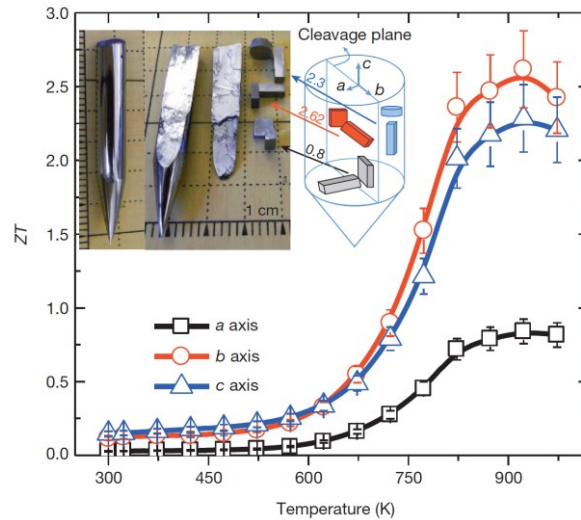 3.0
2.5
2.0
1.5
1.0
0.5
0.0
ZT
Cleavage plane
c
a
b
2.3
2.62
0.8
1 cm
a axis
b axis
c axis
300
450
600
750
900
Temperature (K)